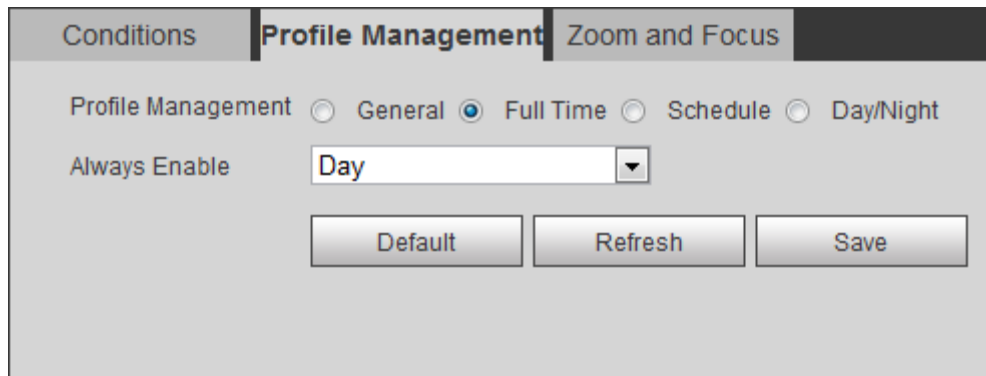 Conditions Profile Management Zoom and Focus
Profile Management General Full Time Schedule Day/Night
Always Enable Day
Default Refresh Save